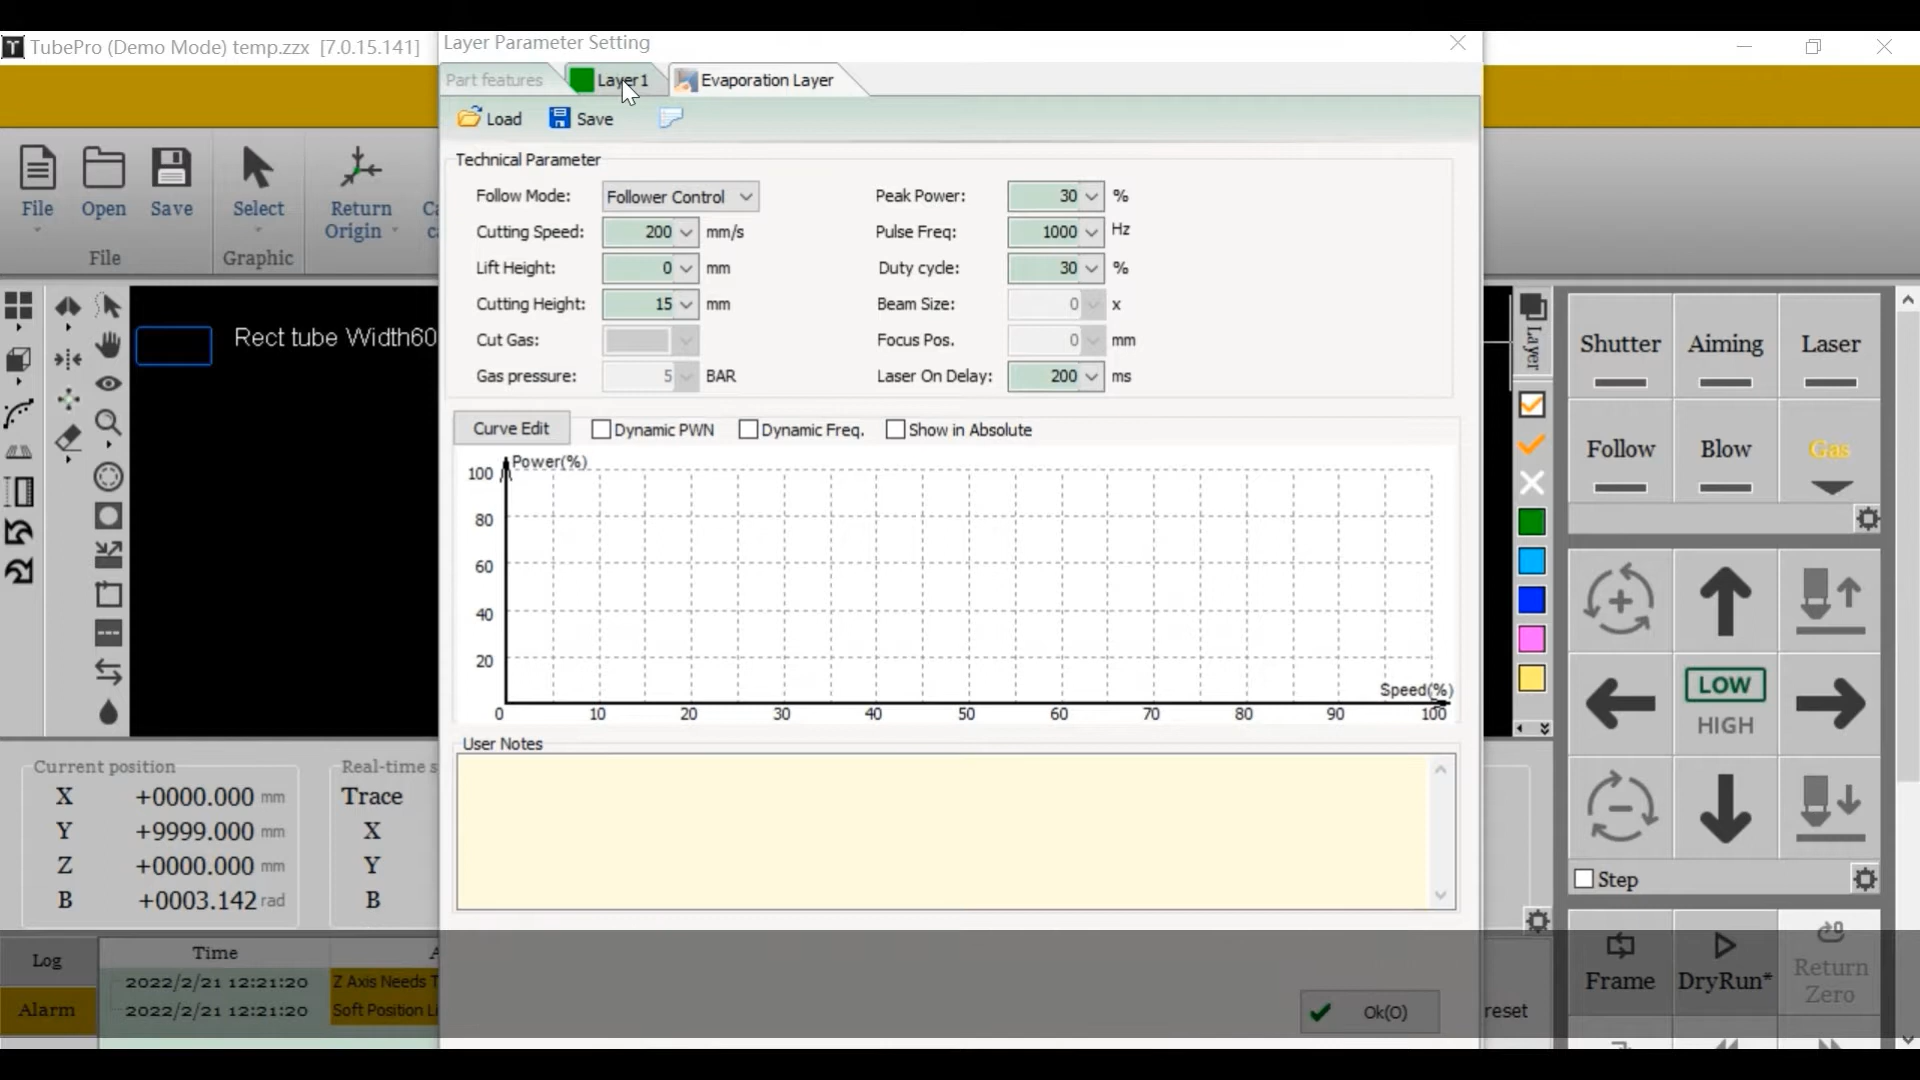 TubePro (Demo Mode) temp.zzx [7.0.15.141]
Layer Parameter Setting
Part features
Layer1
Evaporation Layer
Load
Save
File
Open
Save
Select
Return
Origin
File
Graphic
Technical Parameter
Follow Mode: Follower Control
Peak Power: 30 %
Cutting Speed: 200 mm/s
Pulse Freq: 1000 Hz
Lift Height: 0 mm
Duty cycle: 30 %
Cutting Height: 15 mm
Beam Size: 0 x
Cut Gas:
Focus Pos. 0 mm
Gas pressure: 5 BAR
Laser On Delay: 200 ms
Rect tube Width60
Curve Edit
Dynamic PWN
Dynamic Freq.
Show in Absolute
Power(%)
100
80
60
40
20
Speed(%)
0 10 20 30 40 50 60 70 80 90 100
User Notes
Layer
Shutter Aiming Laser
Follow Blow Gas
LOW
HIGH
Step
Current position
X +0000.000 mm
Y +9999.000 mm
Z +0000.000 mm
B +0003.142 rad
Real-time s
Trace
X
Y
B
Log
Alarm
Time
2022/2/21 12:21:20 Z Axis Needs T
2022/2/21 12:21:20 Soft Position Li
Ok(O)
reset
Frame
DryRun*
Return
Zero